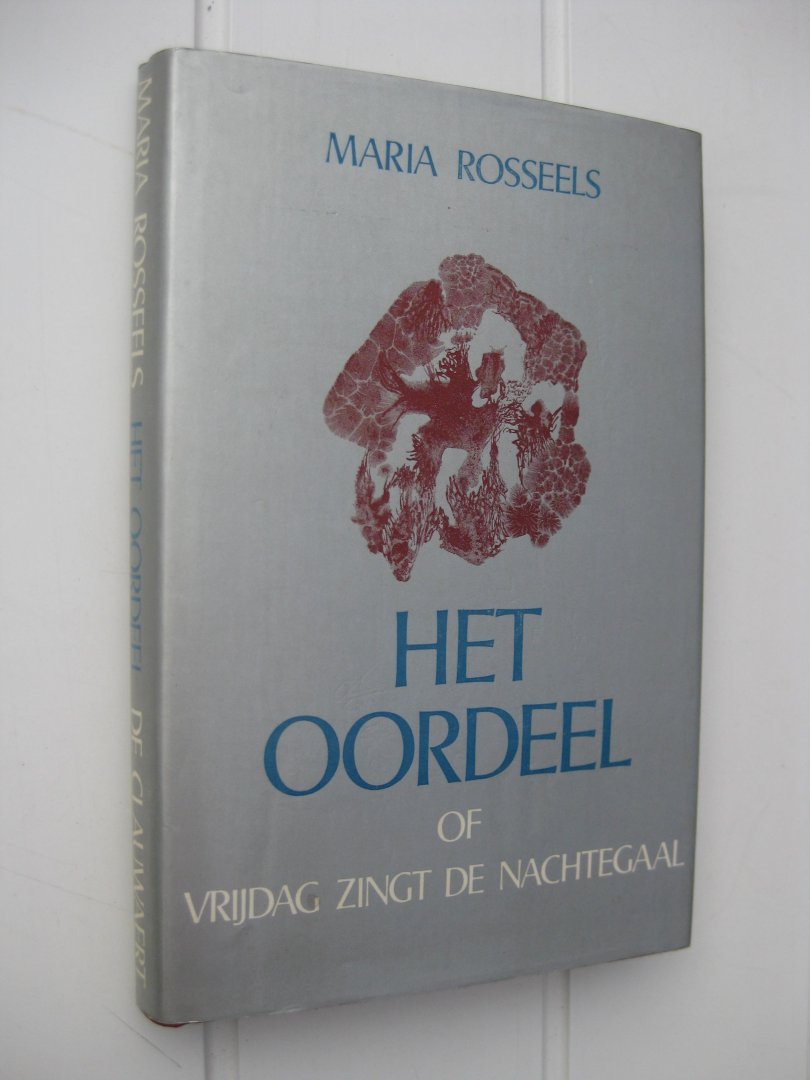 MARIA ROSSEELS
HET
OORDEEL
OF
VRIJDAG ZINGT DE NACHTEGAAL
MARIA ROSSEELS HET OORDEEL DE CLAUWAERT